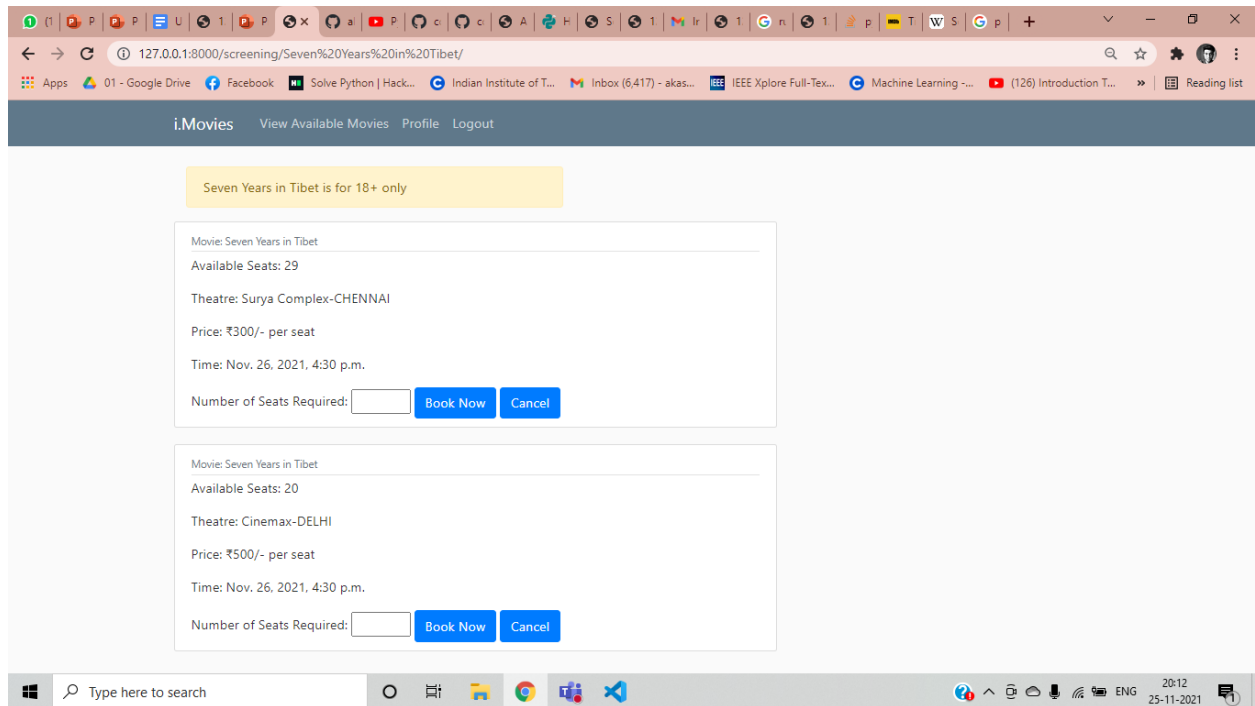 (1 P P U 1 P a P c c A H S 1 Ir 1 n 1 p T S p
127.0.0.1:8000/screening/Seven%20Years%20in%20Tibet/
Apps 01 - Google Drive Facebook Solve Python | Hack... Indian Institute of T... Inbox (6,417) - akas... IEEE Xplore Full-Tex... Machine Learning -... (126) Introduction T... » Reading list
i.Movies View Available Movies Profile Logout
Seven Years in Tibet is for 18+ only
Movie: Seven Years in Tibet
Available Seats: 29
Theatre: Surya Complex-CHENNAI
Price: ₹300/- per seat
Time: Nov. 26, 2021, 4:30 p.m.
Number of Seats Required: Book Now Cancel
Movie: Seven Years in Tibet
Available Seats: 20
Theatre: Cinemax-DELHI
Price: ₹500/- per seat
Time: Nov. 26, 2021, 4:30 p.m.
Number of Seats Required: Book Now Cancel
Type here to search ENG 20:12
25-11-2021